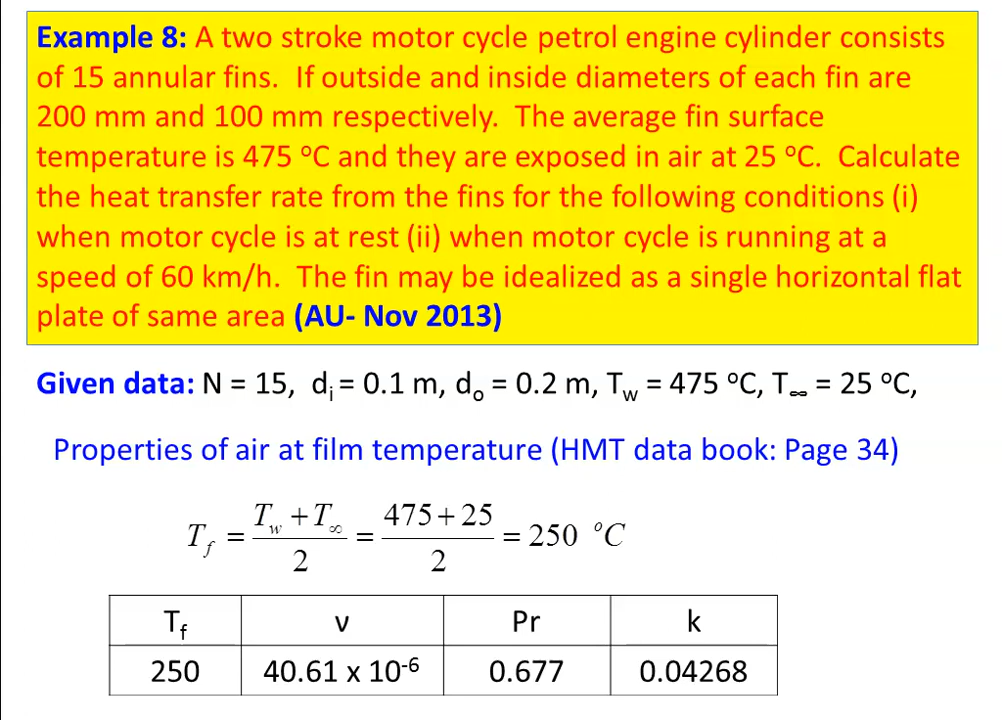 Example 8: A two stroke motor cycle petrol engine cylinder consists
of 15 annular fins. If outside and inside diameters of each fin are
200 mm and 100 mm respectively. The average fin surface
temperature is 475 °C and they are exposed in air at 25 °C. Calculate
the heat transfer rate from the fins for the following conditions (i)
when motor cycle is at rest (ii) when motor cycle is running at a
speed of 60 km/h. The fin may be idealized as a single horizontal flat
plate of same area (AU- Nov 2013)
Given data: N = 15, dᵢ = 0.1 m, dₒ = 0.2 m, T_w = 475 °C, T_∞ = 25 °C,
Properties of air at film temperature (HMT data book: Page 34)
T_f = (T_w + T_∞)/2 = (475 + 25)/2 = 250 °C
T_f ν Pr k
250 40.61 x 10⁻⁶ 0.677 0.04268